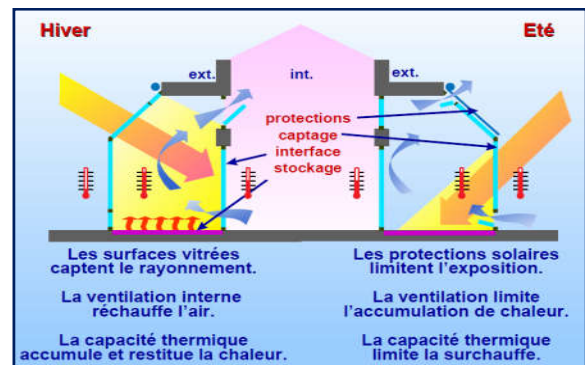 Hiver
Eté
ext.
int.
ext.
protections
captage
interface
stockage
Les surfaces vitrées
captent le rayonnement.
La ventilation interne
réchauffe l'air.
La capacité thermique
accumule et restitue la chaleur.
Les protections solaires
limitent l'exposition.
La ventilation limite
l'accumulation de chaleur.
La capacité thermique
limite la surchauffe.